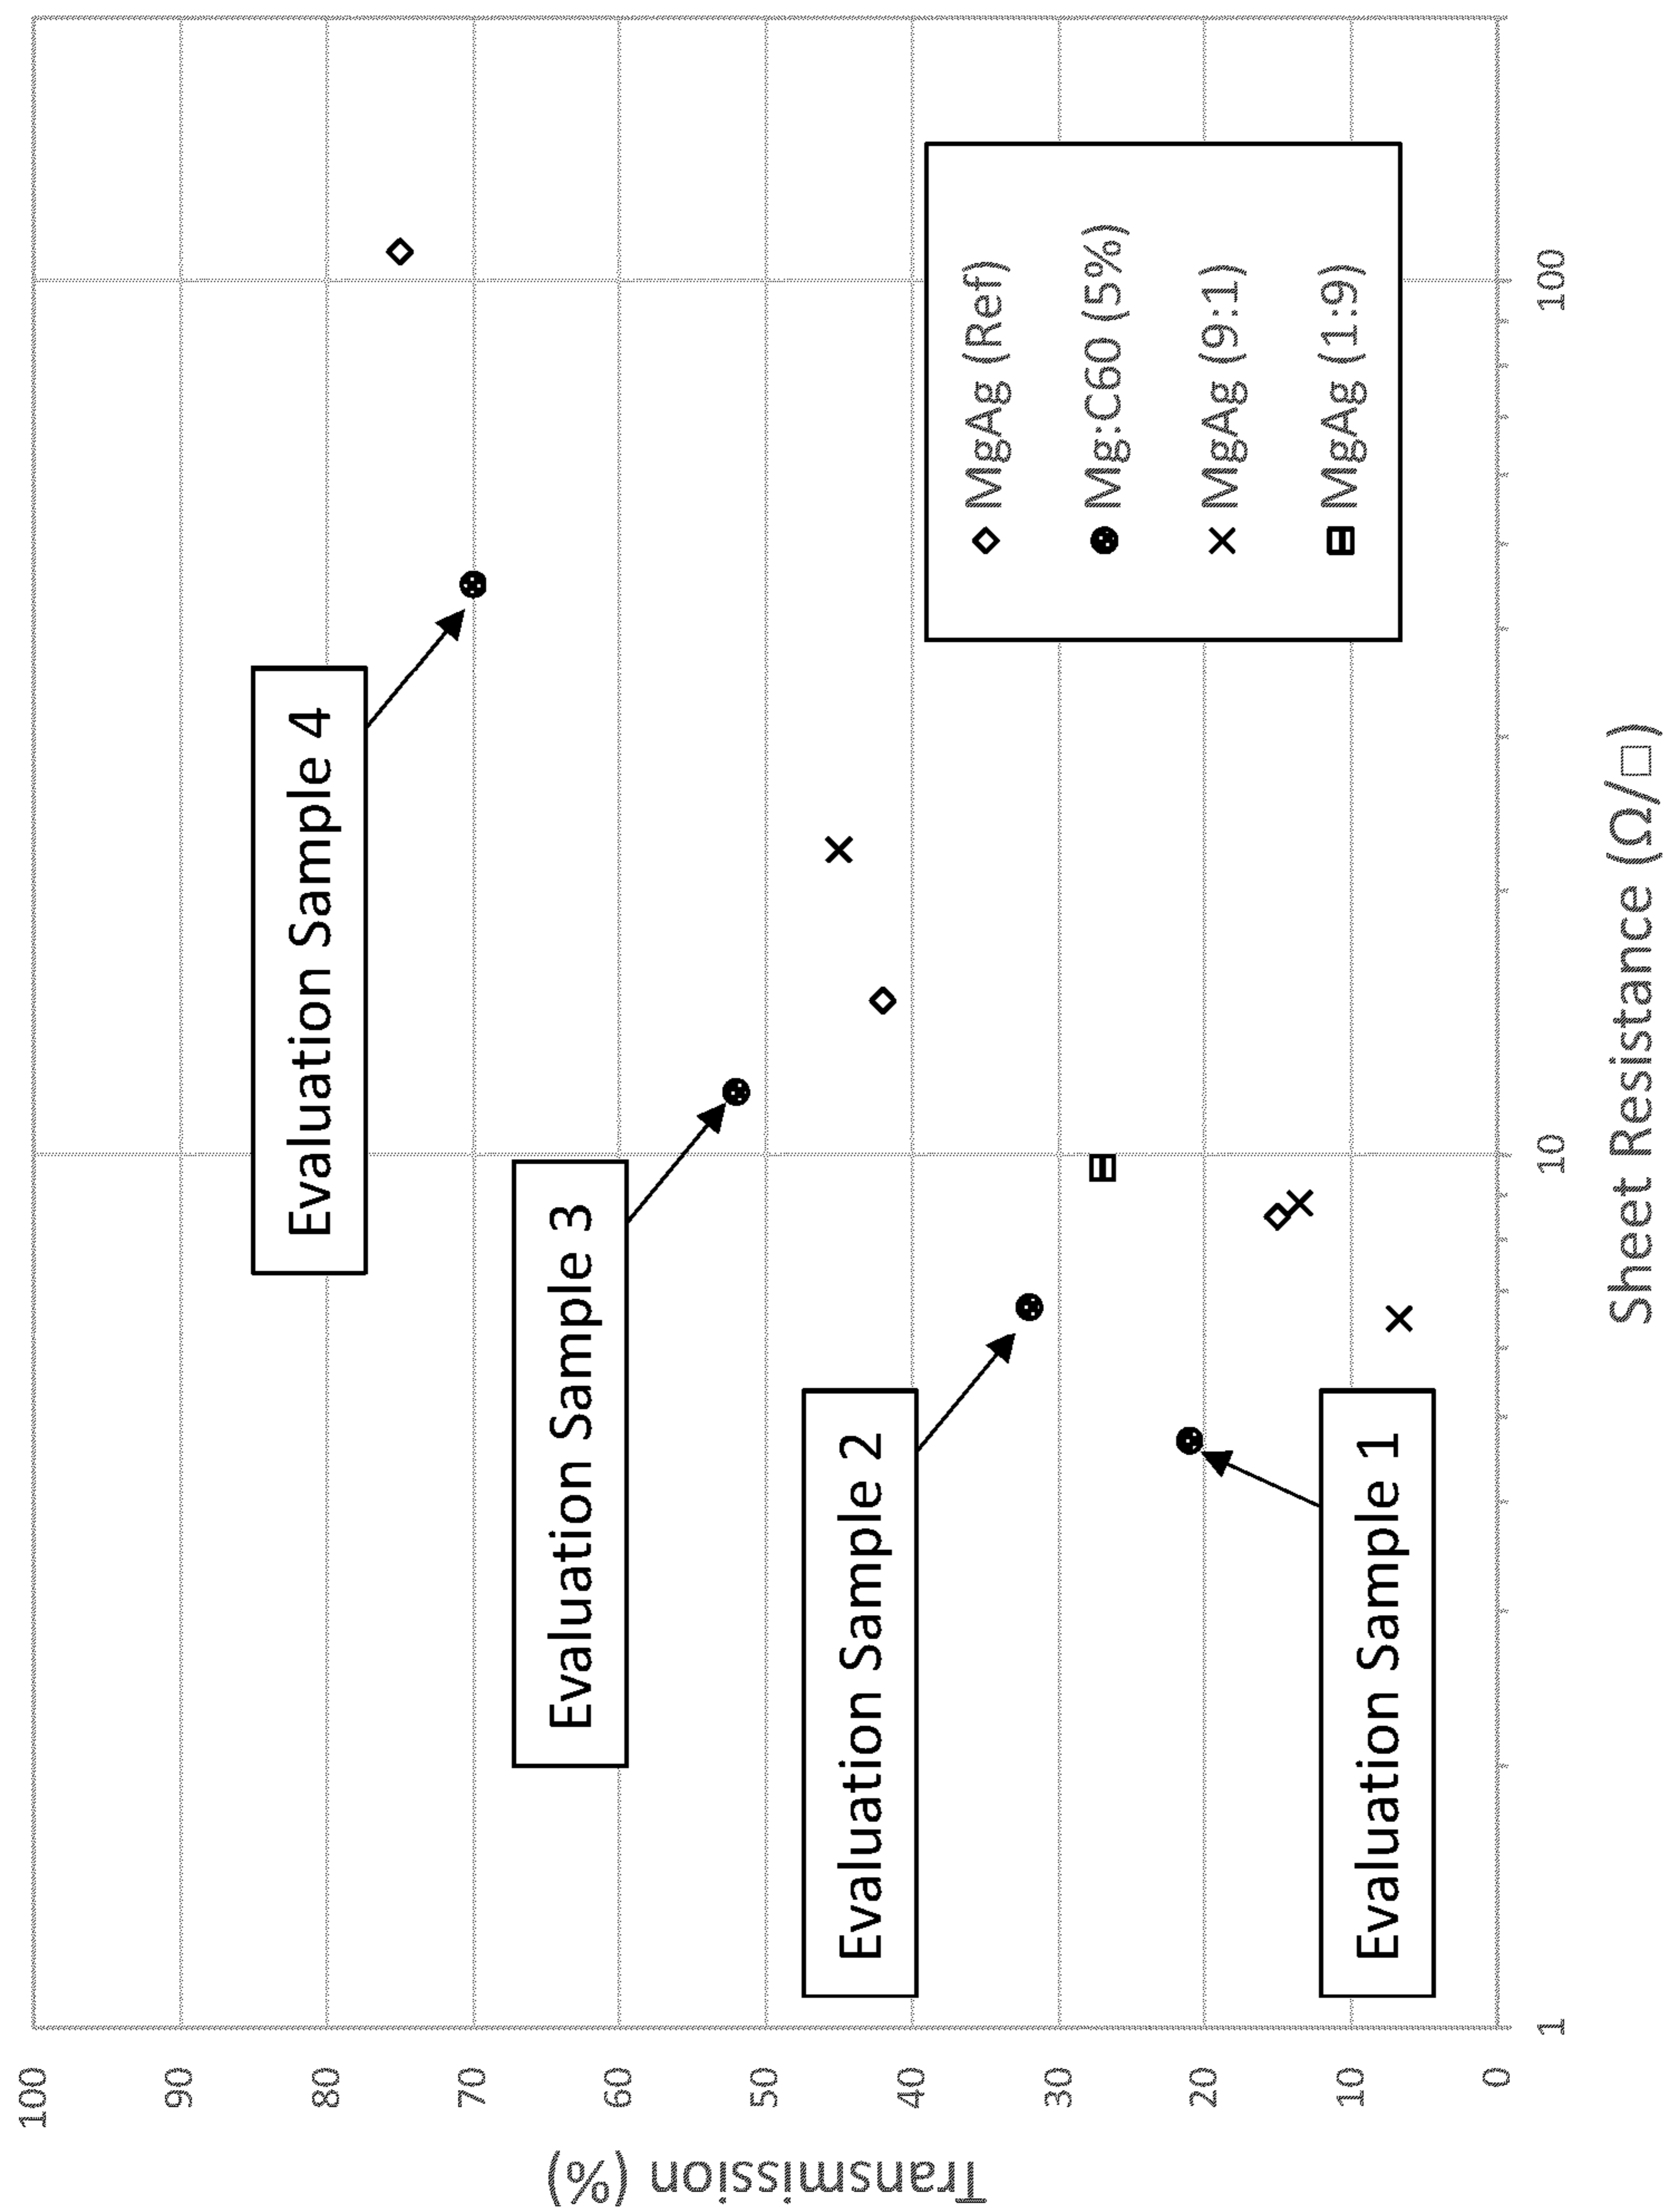 Transmission (%)
100
90
80
70
60
50
40
30
20
10
0
Evaluation Sample 4
Evaluation Sample 3
Evaluation Sample 2
Evaluation Sample 1
MgAg (Ref)
Mg:C60 (5%)
MgAg (9:1)
MgAg (1:9)
1
10
100
Sheet Resistance (Ω/□)